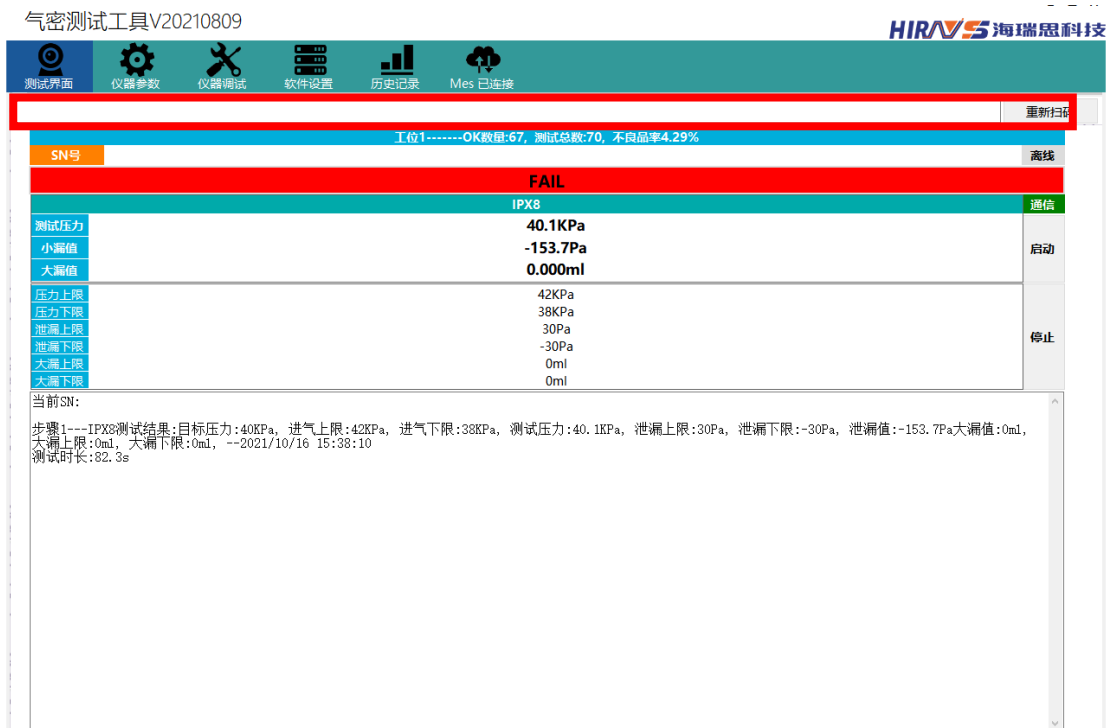 气密测试工具V20210809
HIRAYS 海瑞思科技
测试界面 仪器参数 仪器调试 软件设置 历史记录 Mes 已连接
重新扫码
工位1-------OK数量:67, 测试总数:70, 不良品率4.29%
SN号 离线
FAIL
IPX8 通信
测试压力 40.1KPa
小漏值 -153.7Pa 启动
大漏值 0.000ml
压力上限 42KPa
压力下限 38KPa
泄漏上限 30Pa
泄漏下限 -30Pa 停止
大漏上限 0ml
大漏下限 0ml
当前SN:
步骤1---IPX8测试结果:目标压力:40KPa, 进气上限:42KPa, 进气下限:38KPa, 测试压力:40.1KPa, 泄漏上限:30Pa, 泄漏下限:-30Pa, 泄漏值:-153.7Pa大漏值:0ml,
大漏上限:0ml, 大漏下限:0ml, --2021/10/16 15:38:10
测试时长:82.3s